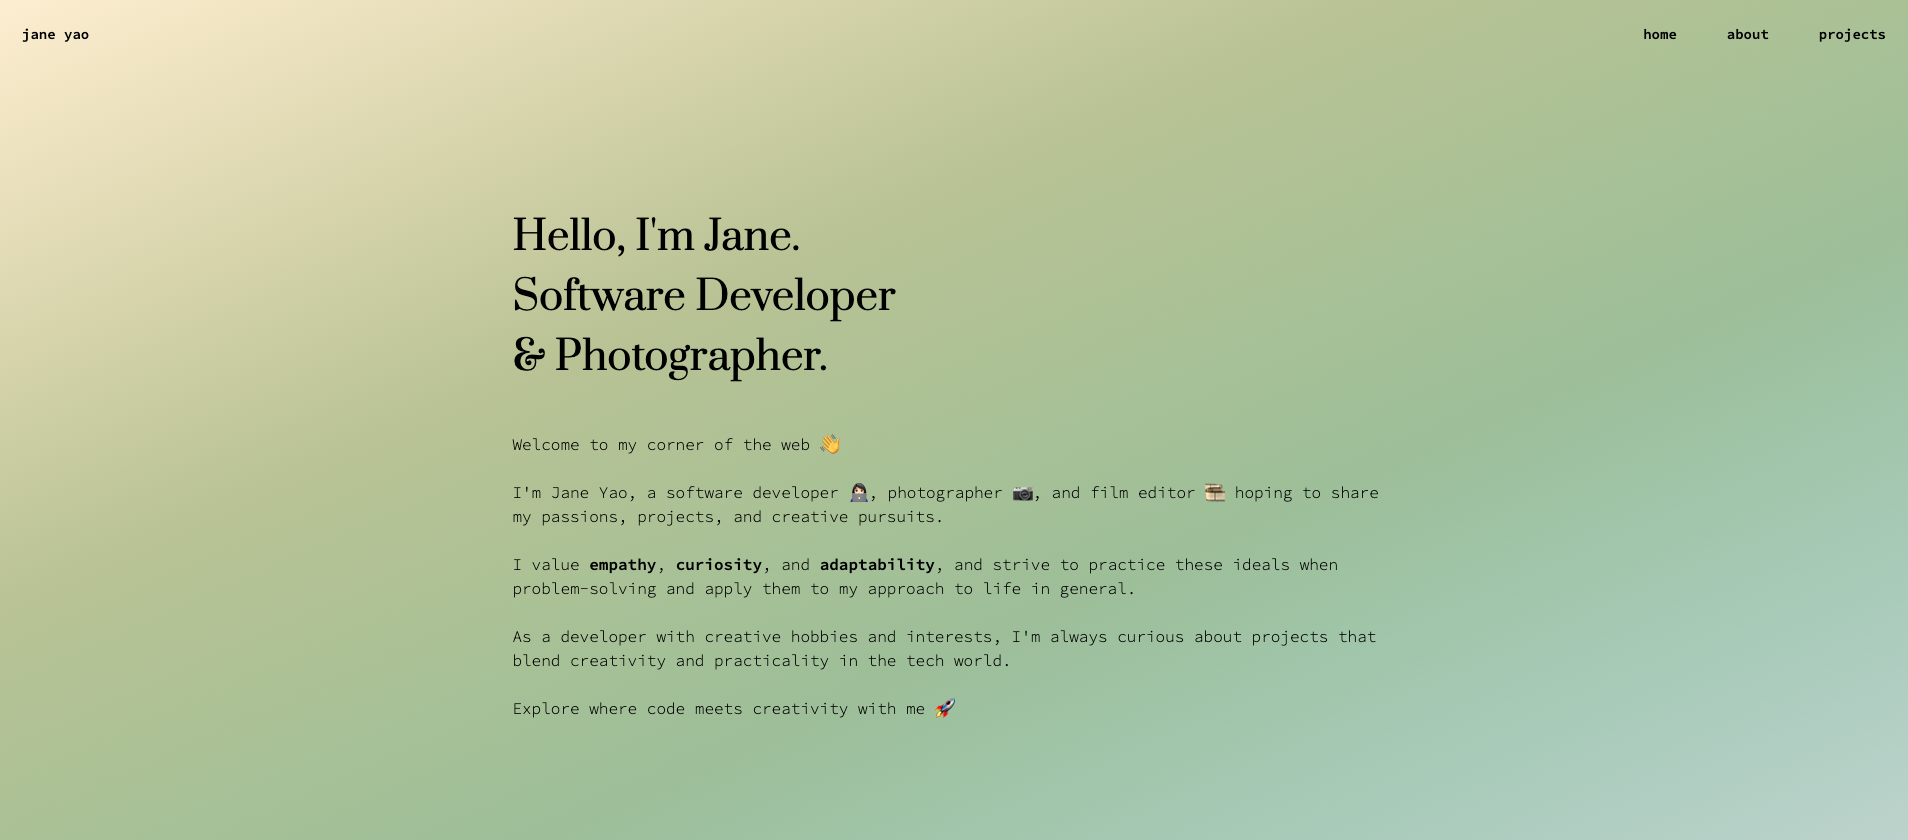 jane yao
home about projects
Hello, I'm Jane.
Software Developer
& Photographer.
Welcome to my corner of the web 👋
I'm Jane Yao, a software developer 👩🏻‍💻, photographer 📷, and film editor 🎞️ hoping to share
my passions, projects, and creative pursuits.
I value empathy, curiosity, and adaptability, and strive to practice these ideals when
problem-solving and apply them to my approach to life in general.
As a developer with creative hobbies and interests, I'm always curious about projects that
blend creativity and practicality in the tech world.
Explore where code meets creativity with me 🚀